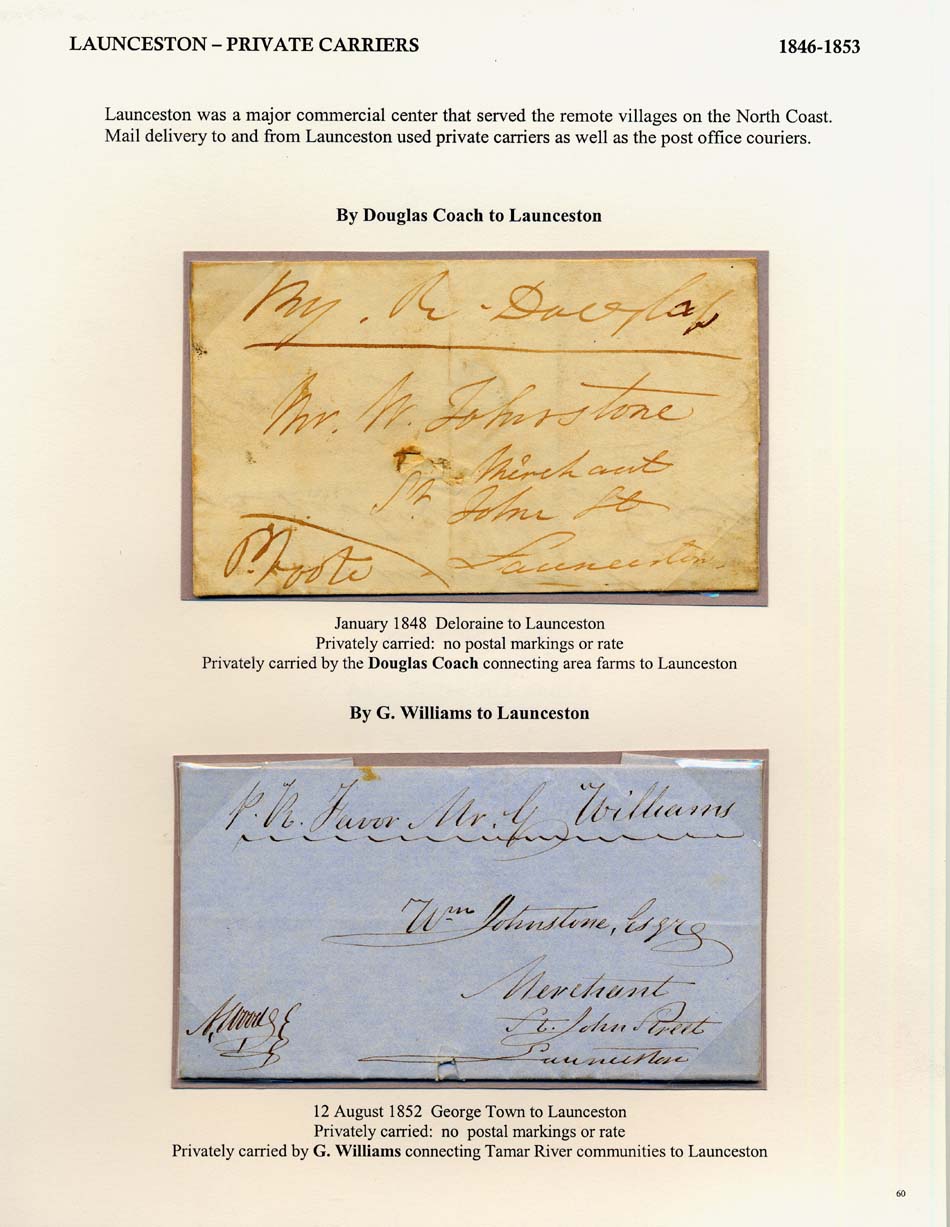 LAUNCESTON – PRIVATE CARRIERS 1846-1853
Launceston was a major commercial center that served the remote villages on the North Coast.
Mail delivery to and from Launceston used private carriers as well as the post office couriers.
By Douglas Coach to Launceston
By. R. Douglas
Mr. W. Johnstone
Merchant
St. John St
Launceston.
January 1848 Deloraine to Launceston
Privately carried: no postal markings or rate
Privately carried by the Douglas Coach connecting area farms to Launceston
By G. Williams to Launceston
Favor Mr. G Williams
Wm Johnstone, Esqre
Merchant
St. John Street
Launceston
12 August 1852 George Town to Launceston
Privately carried: no postal markings or rate
Privately carried by G. Williams connecting Tamar River communities to Launceston
60